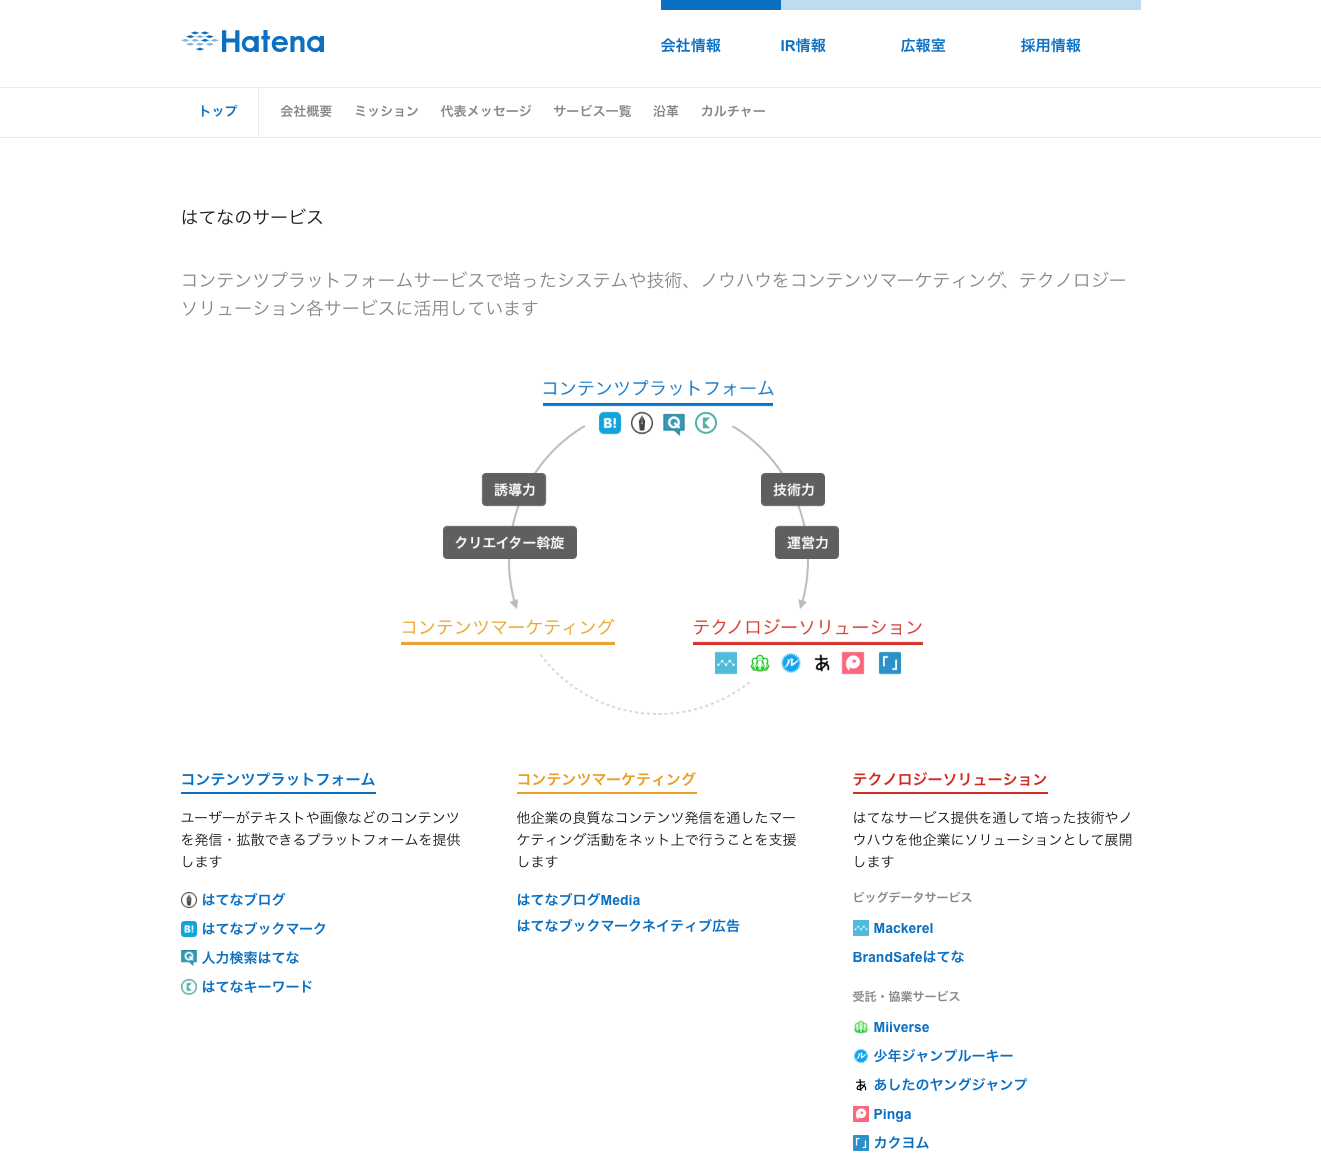 Hatena
会社情報
IR情報
広報室
採用情報
トップ
会社概要
ミッション
代表メッセージ
サービス一覧
沿革
カルチャー
はてなのサービス
コンテンツプラットフォームサービスで培ったシステムや技術、ノウハウをコンテンツマーケティング、テクノロジー
ソリューション各サービスに活用しています
コンテンツプラットフォーム
B!
Q
誘導力
技術力
クリエイター斡旋
運営力
コンテンツマーケティング
テクノロジーソリューション
ル
あ
「」
コンテンツプラットフォーム
ユーザーがテキストや画像などのコンテンツ
を発信・拡散できるプラットフォームを提供
します
はてなブログ
B! はてなブックマーク
Q 人力検索はてな
はてなキーワード
コンテンツマーケティング
他企業の良質なコンテンツ発信を通したマー
ケティング活動をネット上で行うことを支援
します
はてなブログMedia
はてなブックマークネイティブ広告
テクノロジーソリューション
はてなサービス提供を通して培った技術やノ
ウハウを他企業にソリューションとして展開
します
ビッグデータサービス
Mackerel
BrandSafeはてな
受託・協業サービス
Miiverse
ル 少年ジャンプルーキー
あ あしたのヤングジャンプ
Pinga
「」 カクヨム